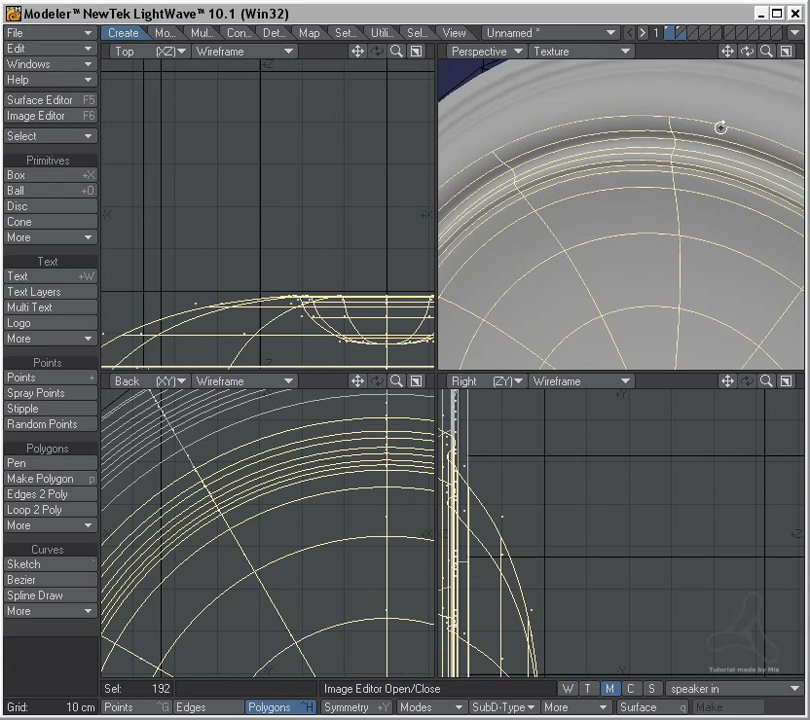 Modeler™ NewTek LightWave™ 10.1 (Win32)
File
Edit
Windows
Help
Surface Editor F5
Image Editor F6
Select
Primitives
Box +X
Ball +O
Disc
Cone
More
Text
Text +W
Text Layers
Multi Text
Logo
More
Points
Points +
Spray Points
Stipple
Random Points
Polygons
Pen
Make Polygon p
Edges 2 Poly
Loop 2 Poly
More
Curves
Sketch `
Bezier
Spline Draw
More
Create Mo... Mul... Con... Det... Map Set... Utili... Sel... View Unnamed * 1
Top (XZ) Wireframe
Perspective Texture
+Z
-X +X
-Z
Back (XY) Wireframe
Right (ZY) Wireframe
+Y
+Z
-Y
Tutorial made by Mix
Sel: 192 Image Editor Open/Close W T M C S speaker in
Grid: 10 cm Points ^G Edges Polygons ^H Symmetry +Y Modes SubD-Type More Surface q Make